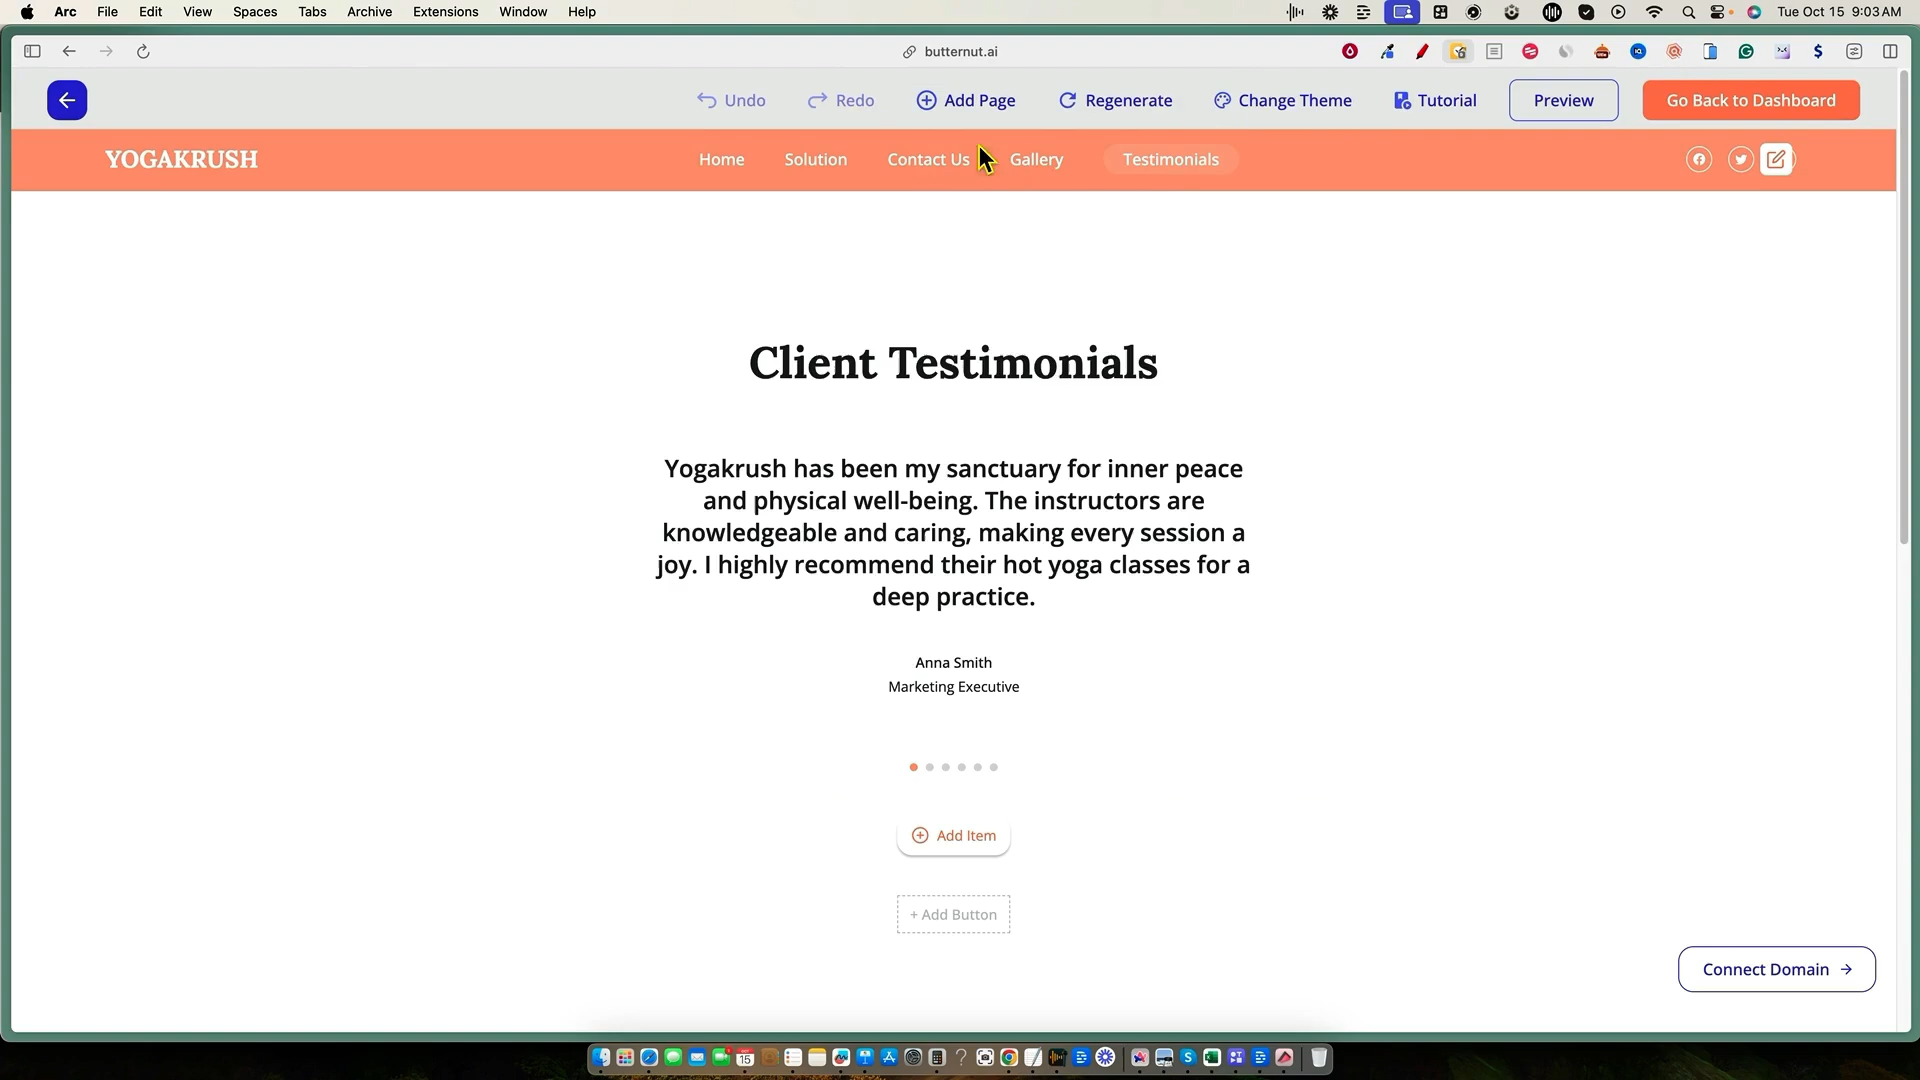 Arc File Edit View Spaces Tabs Archive Extensions Window Help Tue Oct 15 9:03 AM
butternut.ai
Undo Redo Add Page Regenerate Change Theme Tutorial Preview Go Back to Dashboard
YOGAKRUSH Home Solution Contact Us Gallery Testimonials
Client Testimonials
Yogakrush has been my sanctuary for inner peace
and physical well-being. The instructors are
knowledgeable and caring, making every session a
joy. I highly recommend their hot yoga classes for a
deep practice.
Anna Smith
Marketing Executive
Add Item
+ Add Button
Connect Domain
15